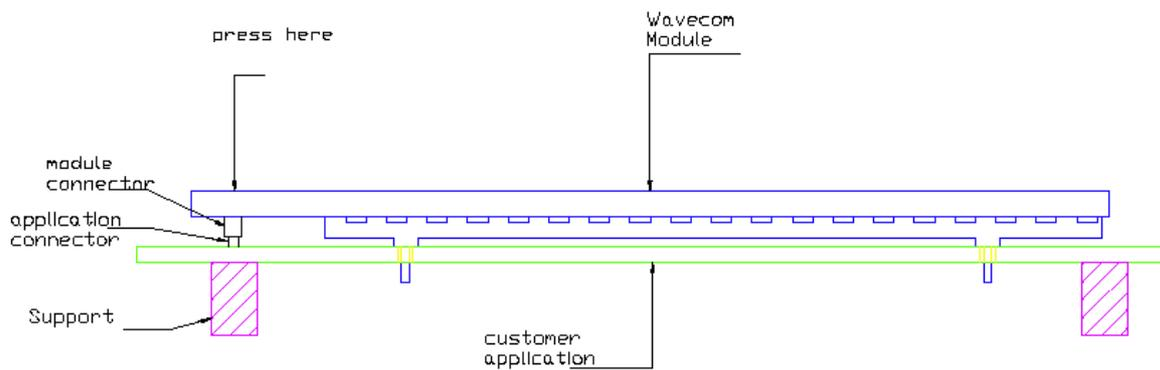 press here
Wavecom
Module
module
connector
application
connector
Support
customer
application